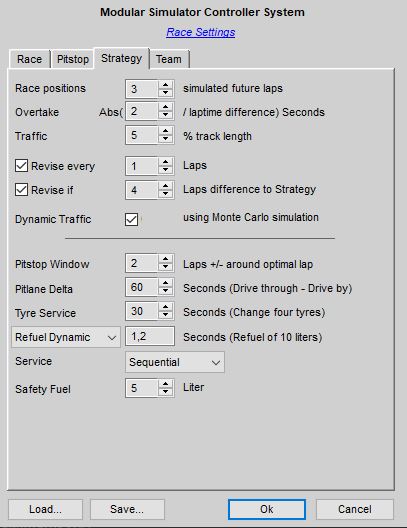 Modular Simulator Controller System
Race Settings
Race Pitstop Strategy Team
Race positions 3 simulated future laps
Overtake Abs( 2 / laptime difference) Seconds
Traffic 5 % track length
Revise every 1 Laps
Revise if 4 Laps difference to Strategy
Dynamic Traffic using Monte Carlo simulation
Pitstop Window 2 Laps +/- around optimal lap
Pitlane Delta 60 Seconds (Drive through - Drive by)
Tyre Service 30 Seconds (Change four tyres)
Refuel Dynamic 1,2 Seconds (Refuel of 10 liters)
Service Sequential
Safety Fuel 5 Liter
Load... Save... Ok Cancel